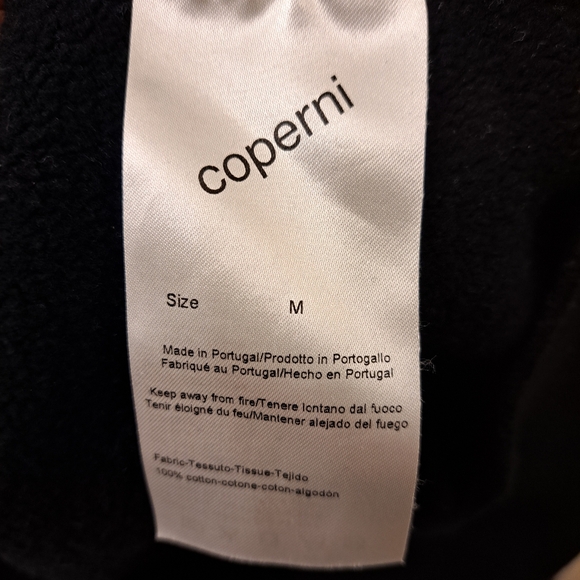 coperni
Size M
Made in Portugal/Prodotto in Portogallo
Fabriqué au Portugal/Hecho en Portugal
Keep away from fire/Tenere lontano dal fuoco
Tenir éloigné du feu/Mantener alejado del fuego
Fabric-Tessuto-Tissue-Tejido
100% cotton-cotone-coton-algodón